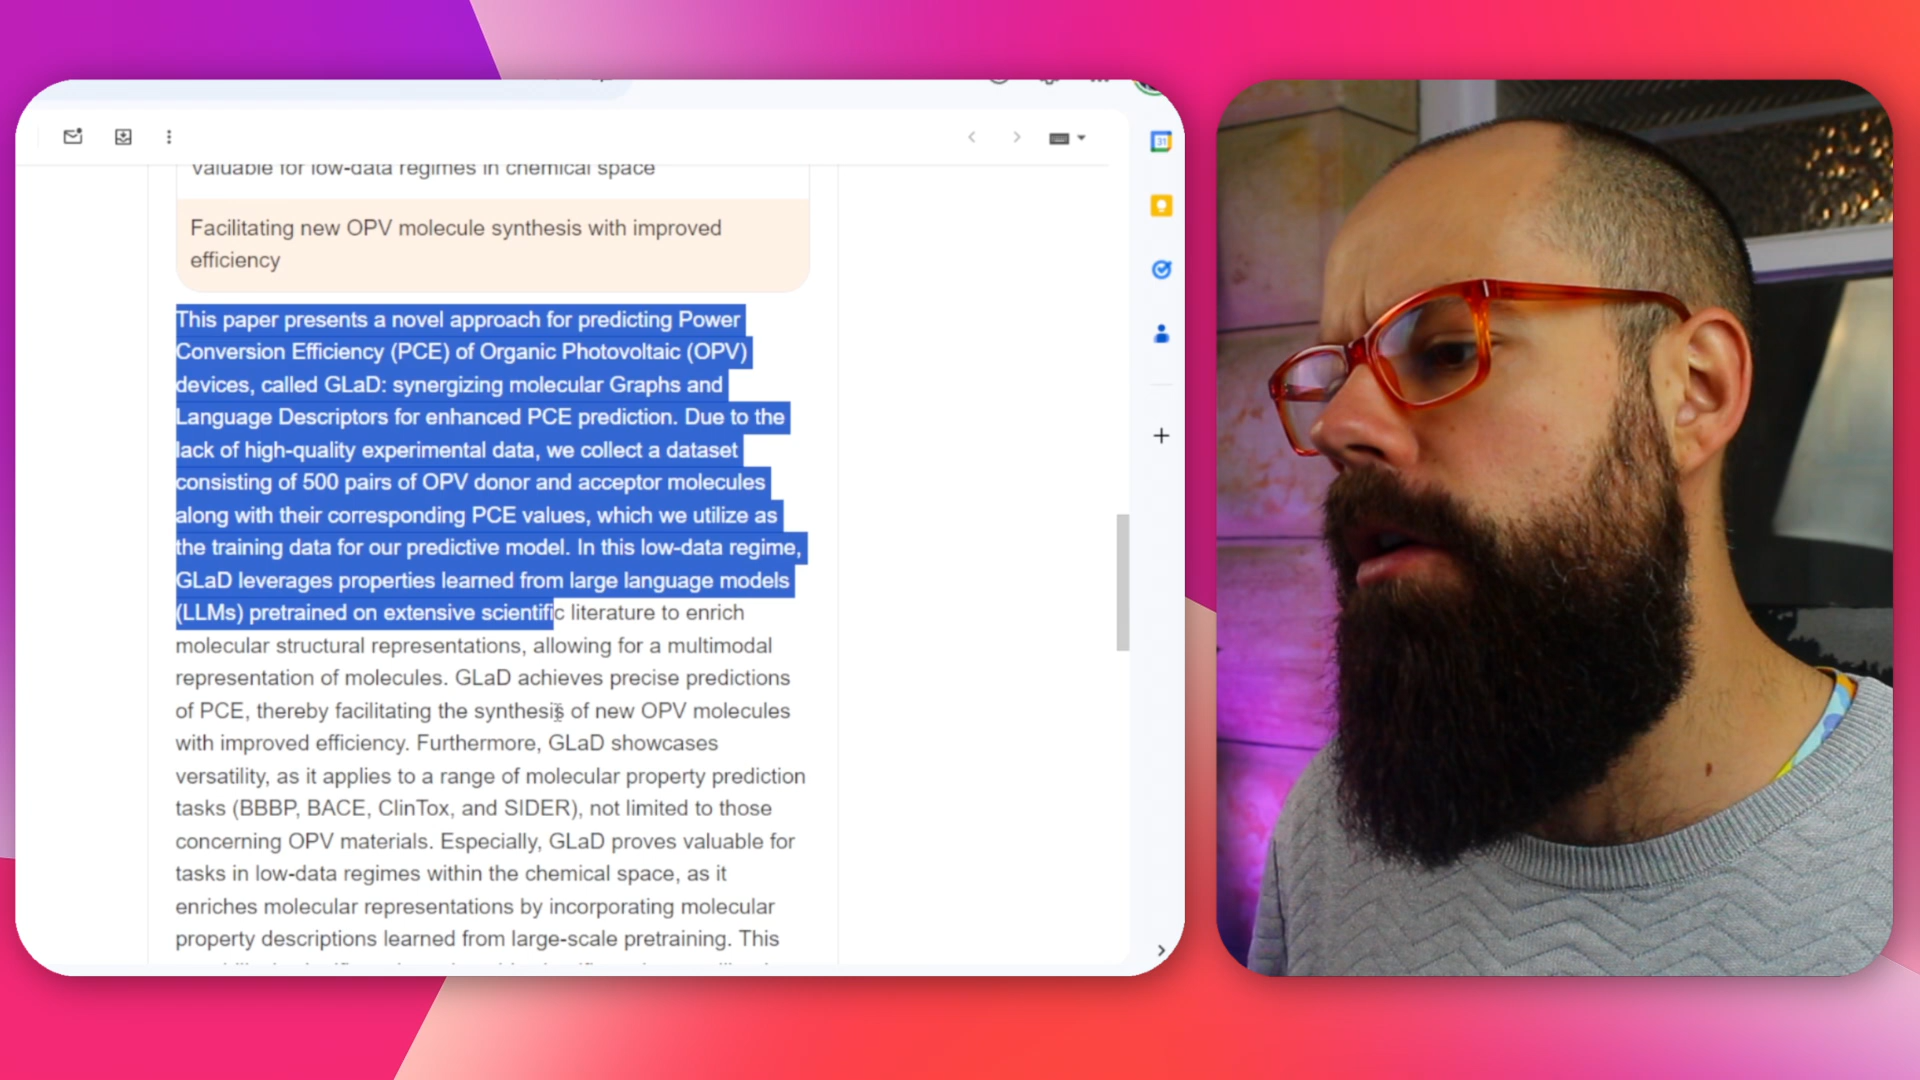 valuable for low-data regimes in chemical space
Facilitating new OPV molecule synthesis with improved
efficiency
This paper presents a novel approach for predicting Power
Conversion Efficiency (PCE) of Organic Photovoltaic (OPV)
devices, called GLaD: synergizing molecular Graphs and
Language Descriptors for enhanced PCE prediction. Due to the
lack of high-quality experimental data, we collect a dataset
consisting of 500 pairs of OPV donor and acceptor molecules
along with their corresponding PCE values, which we utilize as
the training data for our predictive model. In this low-data regime,
GLaD leverages properties learned from large language models
(LLMs) pretrained on extensive scientific literature to enrich
molecular structural representations, allowing for a multimodal
representation of molecules. GLaD achieves precise predictions
of PCE, thereby facilitating the synthesis of new OPV molecules
with improved efficiency. Furthermore, GLaD showcases
versatility, as it applies to a range of molecular property prediction
tasks (BBBP, BACE, ClinTox, and SIDER), not limited to those
concerning OPV materials. Especially, GLaD proves valuable for
tasks in low-data regimes within the chemical space, as it
enriches molecular representations by incorporating molecular
property descriptions learned from large-scale pretraining. This
31